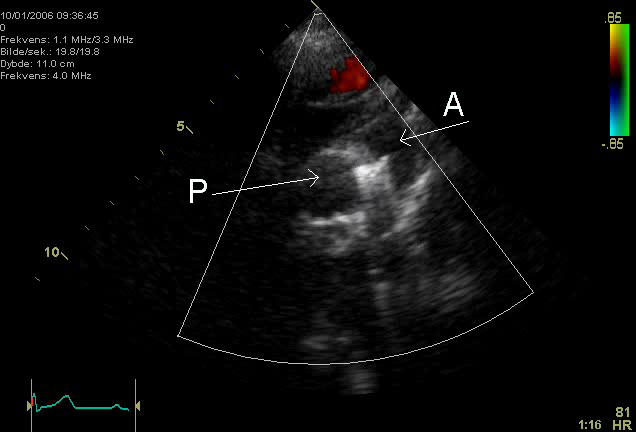 10/01/2006 09:36:45
0
Frekvens: 1.1 MHz/3.3 MHz
Bilde/sek.: 19.8/19.8
Dybde: 11.0 cm
Frekvens: 4.0 MHz
.85
-.85
A
5
P
10
81
1:16 HR